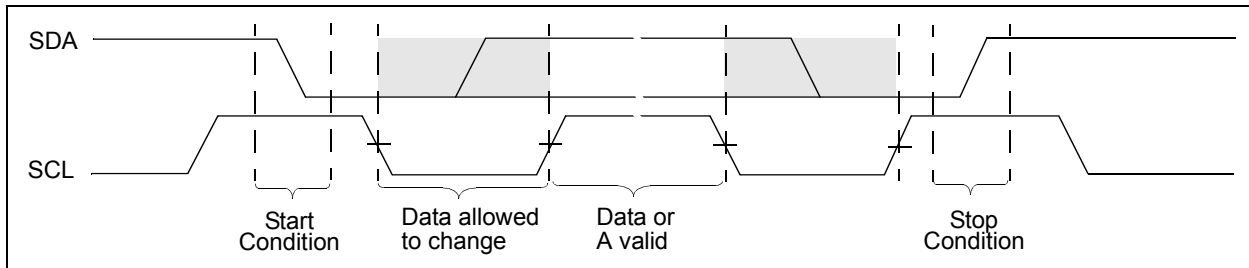 SDA
SCL
Start
Condition
Data allowed
to change
Data or
A valid
Stop
Condition